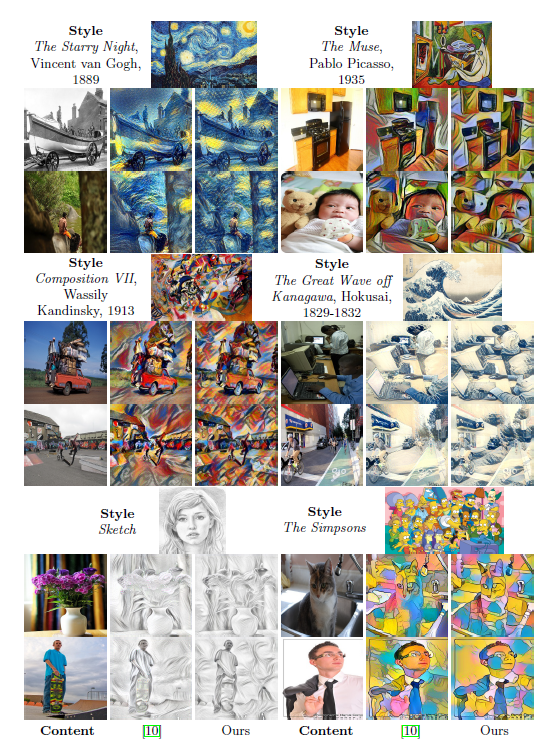 Style
The Starry Night,
Vincent van Gogh,
1889
Style
The Muse,
Pablo Picasso,
1935
Style
Composition VII,
Wassily
Kandinsky, 1913
Style
The Great Wave off
Kanagawa, Hokusai,
1829-1832
Style
Sketch
Style
The Simpsons
Content
[10]
Ours
Content
[10]
Ours